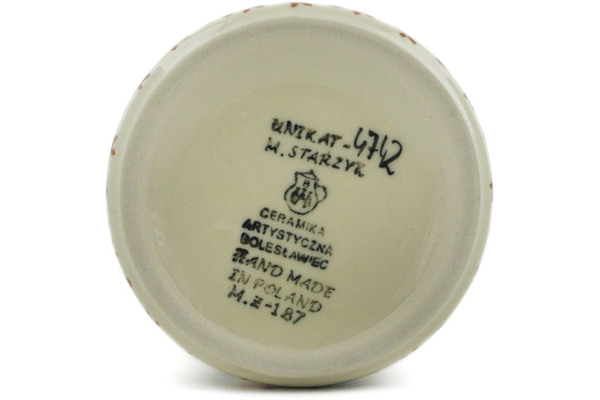 UNIKAT-4742
M. STARZYK
CERAMIKA
ARTYSTYCZNA
BOLESŁAWIEC
HAND MADE
IN POLAND
M.Z-187